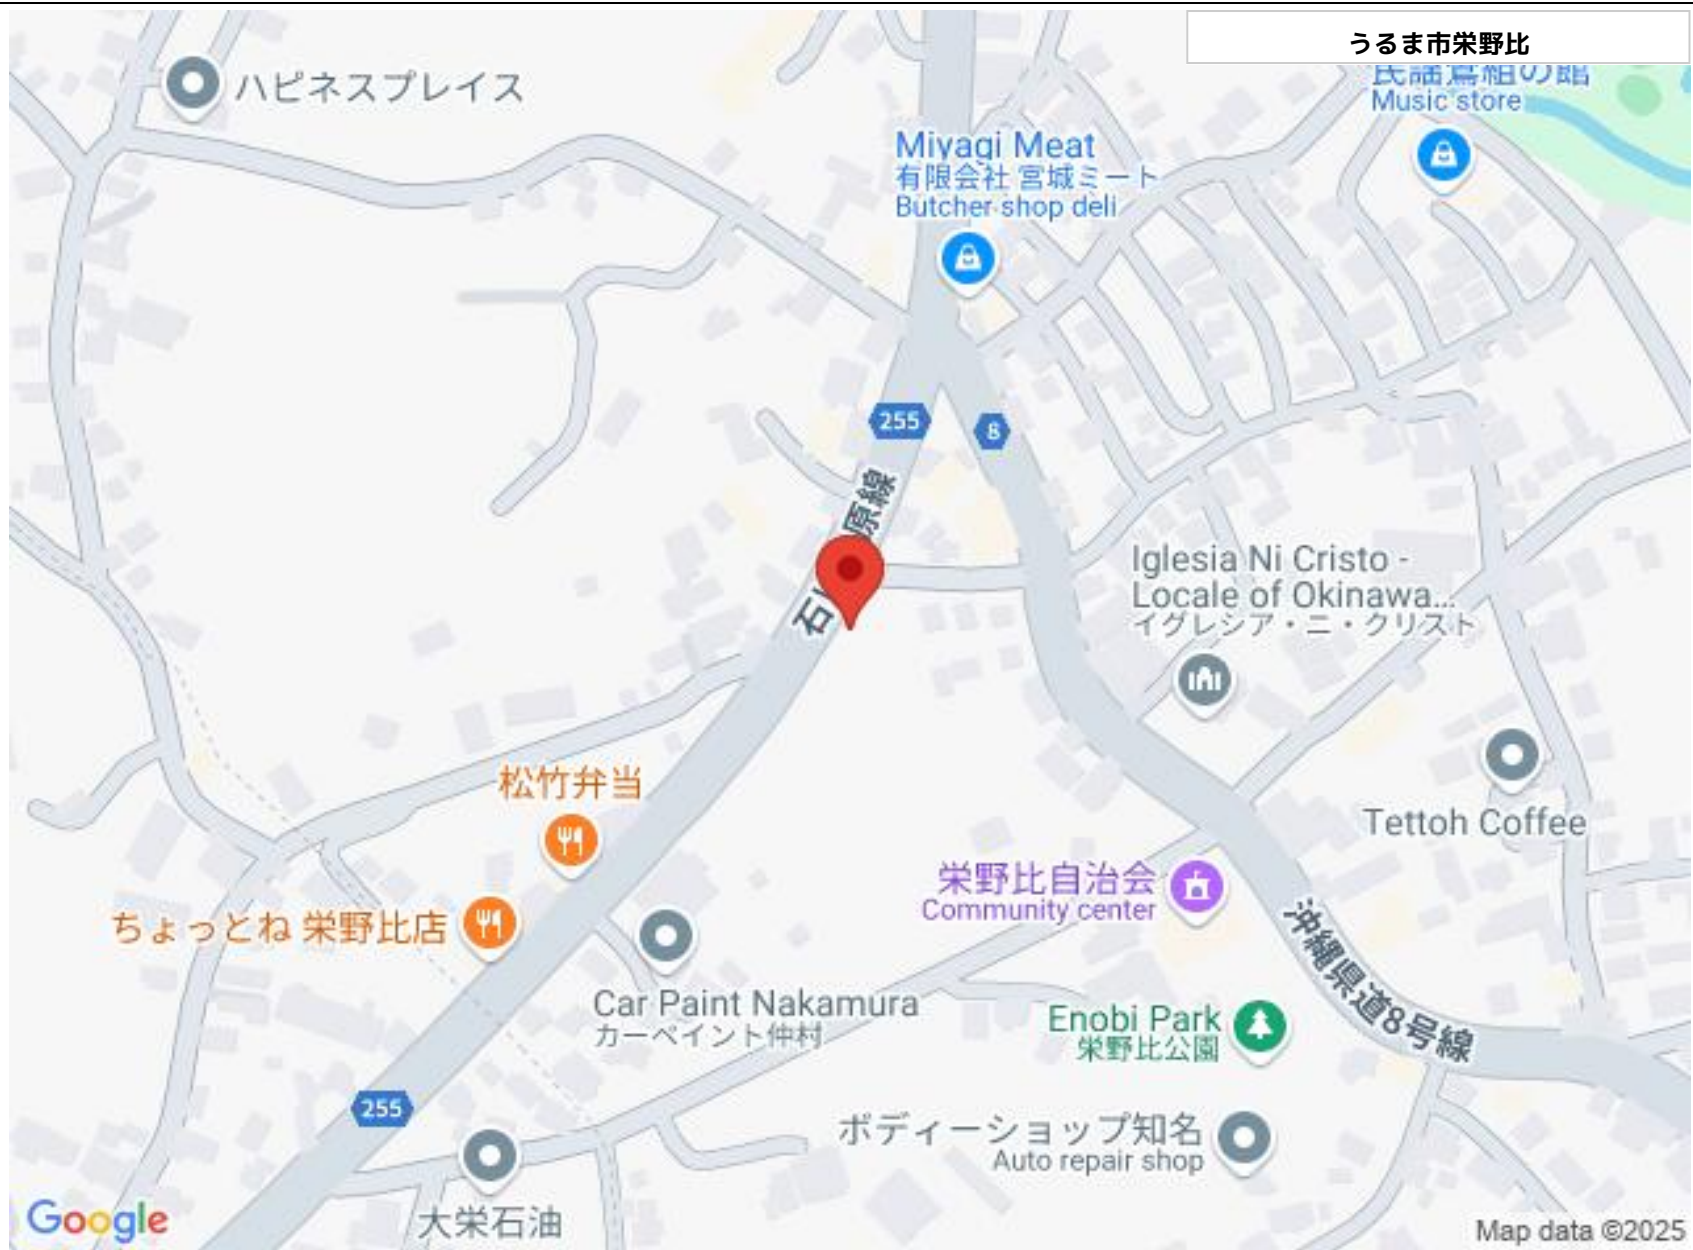 うるま市栄野比
ハピネスプレイス
Music store
Miyagi Meat
有限会社 宮城ミート
Butcher shop deli
255
8
原線
石
Iglesia Ni Cristo -
Locale of Okinawa...
イグレシア・ニ・クリスト
松竹弁当
Tettoh Coffee
栄野比自治会
Community center
ちょっとね 栄野比店
沖縄県道8号線
Car Paint Nakamura
カーペイント仲村
Enobi Park
栄野比公園
255
ボディーショップ知名
Auto repair shop
大栄石油
Google
Map data ©2025